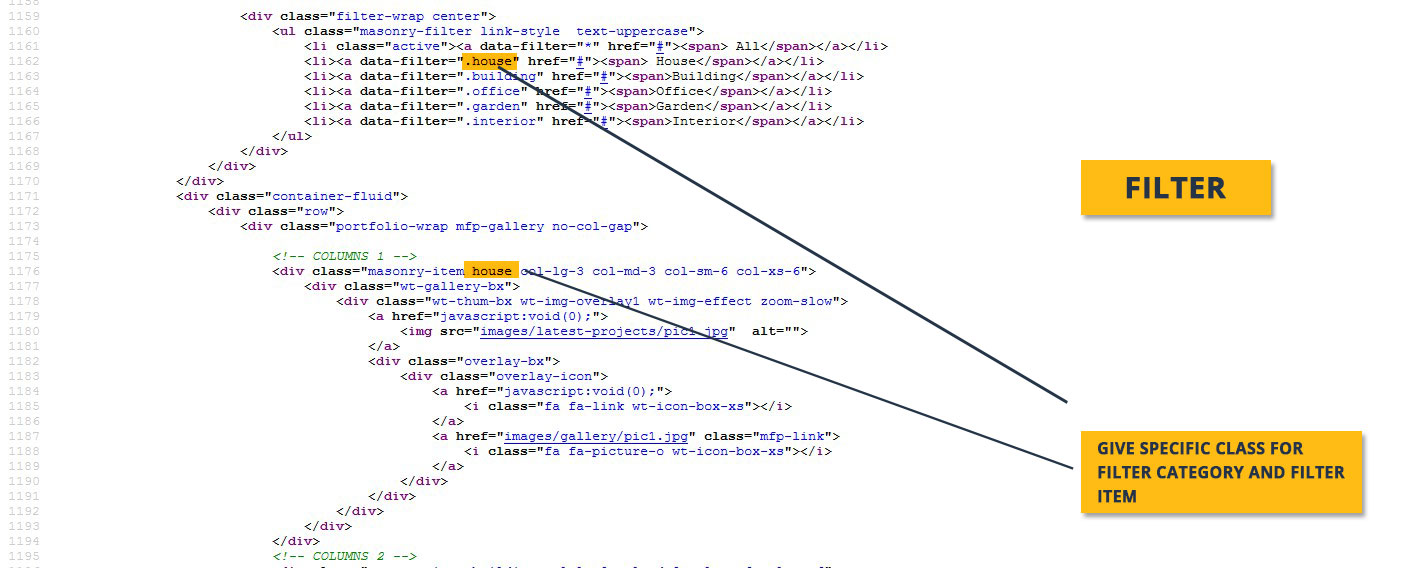 1159 <div class="filter-wrap center">
1160 <ul class="masonry-filter link-style  text-uppercase">
1161 <li class="active"><a data-filter="*" href="#"><span> All</span></a></li>
1162 <li><a data-filter=".house" href="#"><span> House</span></a></li>
1163 <li><a data-filter=".building" href="#"><span>Building</span></a></li>
1164 <li><a data-filter=".office" href="#"><span>Office</span></a></li>
1165 <li><a data-filter=".garden" href="#"><span>Garden</span></a></li>
1166 <li><a data-filter=".interior" href="#"><span>Interior</span></a></li>
1167 </ul>
1168 </div>
1169 </div>
1170 </div>
1171 <div class="container-fluid">
1172 <div class="row">
1173 <div class="portfolio-wrap mfp-gallery no-col-gap">
1174
1175 <!-- COLUMNS 1 -->
1176 <div class="masonry-item house col-lg-3 col-md-3 col-sm-6 col-xs-6">
1177 <div class="wt-gallery-bx">
1178 <div class="wt-thum-bx wt-img-overlay1 wt-img-effect zoom-slow">
1179 <a href="javascript:void(0);">
1180 <img src="images/latest-projects/pic1.jpg"  alt="">
1181 </a>
1182 <div class="overlay-bx">
1183 <div class="overlay-icon">
1184 <a href="javascript:void(0);">
1185 <i class="fa fa-link wt-icon-box-xs"></i>
1186 </a>
1187 <a href="images/gallery/pic1.jpg" class="mfp-link">
1188 <i class="fa fa-picture-o wt-icon-box-xs"></i>
1189 </a>
1190 </div>
1191 </div>
1192 </div>
1193 </div>
1194 </div>
1195 <!-- COLUMNS 2 -->
FILTER
GIVE SPECIFIC CLASS FOR
FILTER CATEGORY AND FILTER
ITEM